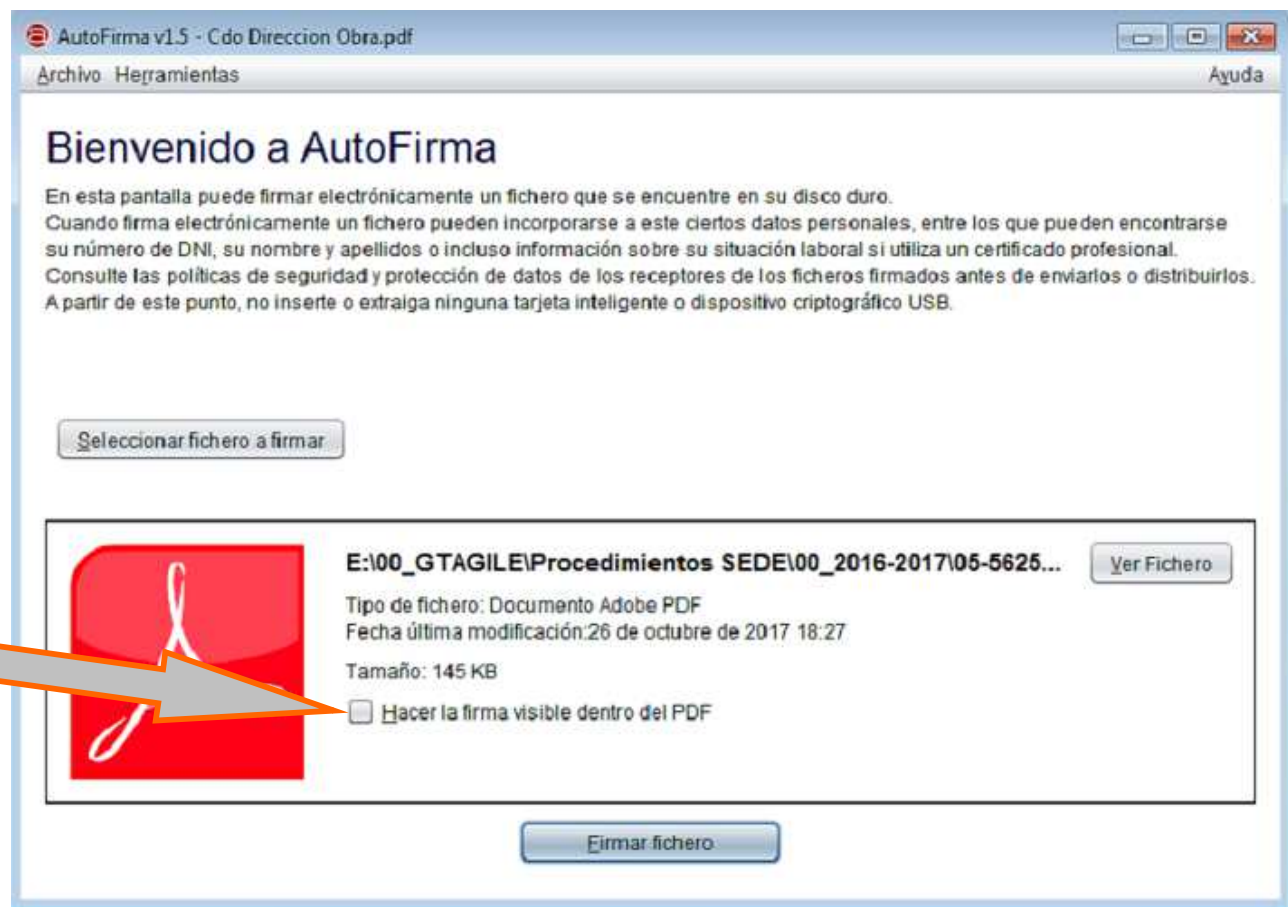 AutoFirma v1.5 - Cdo Direccion Obra.pdf
Archivo Herramientas Ayuda
Bienvenido a AutoFirma
En esta pantalla puede firmar electrónicamente un fichero que se encuentre en su disco duro.
Cuando firma electrónicamente un fichero pueden incorporarse a este ciertos datos personales, entre los que pueden encontrarse
su número de DNI, su nombre y apellidos o incluso información sobre su situación laboral si utiliza un certificado profesional.
Consulte las políticas de seguridad y protección de datos de los receptores de los ficheros firmados antes de enviarlos o distribuirlos.
A partir de este punto, no inserte o extraiga ninguna tarjeta inteligente o dispositivo criptográfico USB.
Seleccionar fichero a firmar
E:\00_GTAGILE\Procedimientos SEDE\00_2016-2017\05-5625...
Ver Fichero
Tipo de fichero: Documento Adobe PDF
Fecha última modificación:26 de octubre de 2017 18:27
Tamaño: 145 KB
Hacer la firma visible dentro del PDF
Firmar fichero